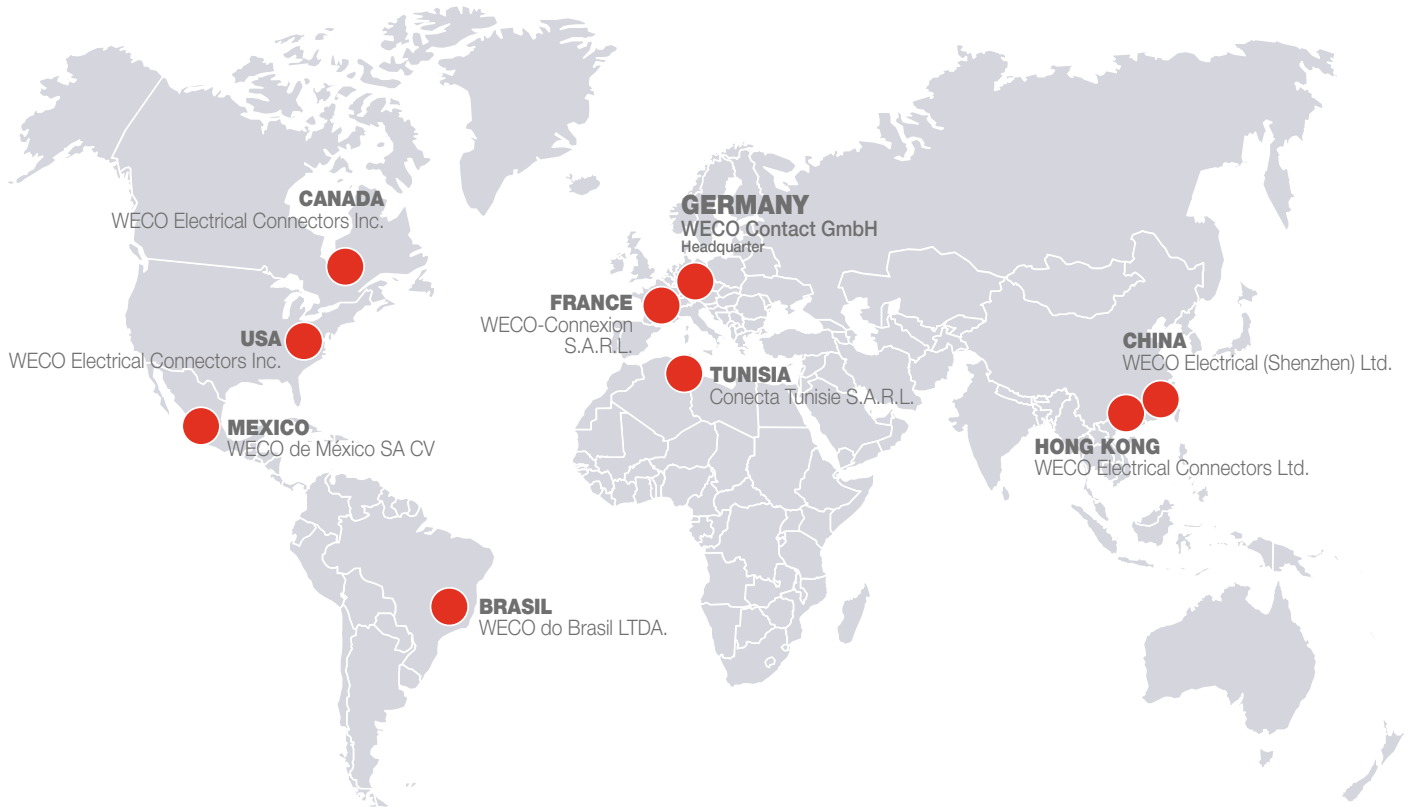 CANADA
WECO Electrical Connectors Inc.
GERMANY
WECO Contact GmbH
Headquarter
FRANCE
WECO-Connexion
S.A.R.L.
USA
WECO Electrical Connectors Inc.
CHINA
WECO Electrical (Shenzhen) Ltd.
TUNISIA
Conecta Tunisie S.A.R.L.
MEXICO
WECO de México SA CV
HONG KONG
WECO Electrical Connectors Ltd.
BRASIL
WECO do Brasil LTDA.